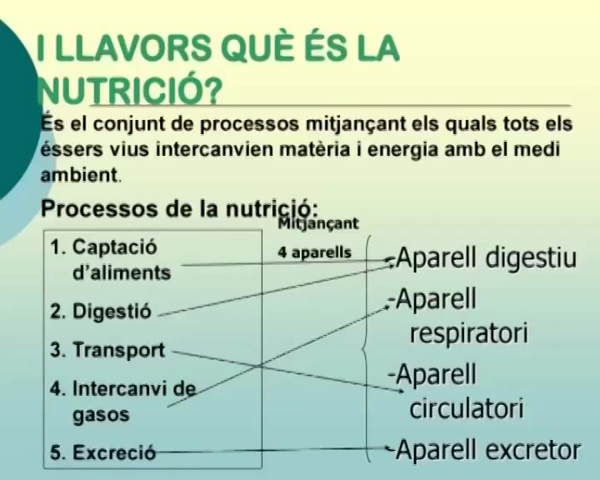 I LLAVORS QUÈ ÉS LA
NUTRICIÓ?
És el conjunt de processos mitjançant els quals tots els
éssers vius intercanvien matèria i energia amb el medi
ambient.
Processos de la nutrició:
Mitjançant
4 aparells
1. Captació
d’aliments
2. Digestió
3. Transport
4. Intercanvi de
gasos
5. Excreció
-Aparell digestiu
-Aparell
respiratori
-Aparell
circulatori
-Aparell excretor